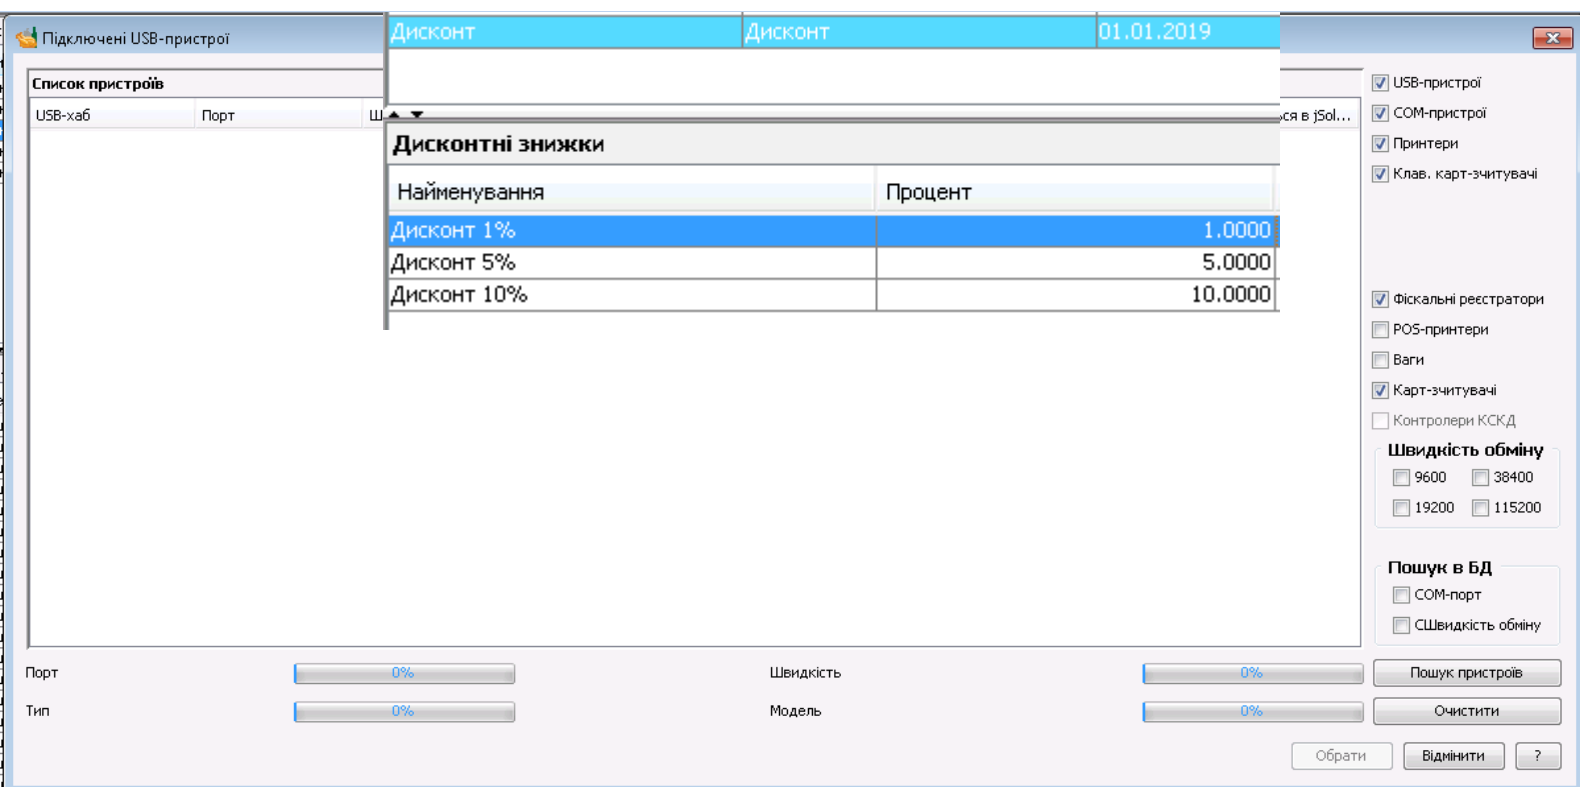 Підключені USB-пристрої
Дисконт Дисконт 01.01.2019
Список пристроїв
USB-хаб Порт
ься в jSol...
Дисконтні знижки
Найменування Процент
Дисконт 1% 1.0000
Дисконт 5% 5.0000
Дисконт 10% 10.0000
USB-пристрої
COM-пристрої
Принтери
Клав. карт-зчитувачі
Фіскальні реєстратори
POS-принтери
Ваги
Карт-зчитувачі
Контролери КСКД
Швидкість обміну
9600 38400
19200 115200
Пошук в БД
COM-порт
СШвидкість обміну
Порт 0% Швидкість 0% Пошук пристроїв
Тип 0% Модель 0% Очистити
Обрати Відмінити ?